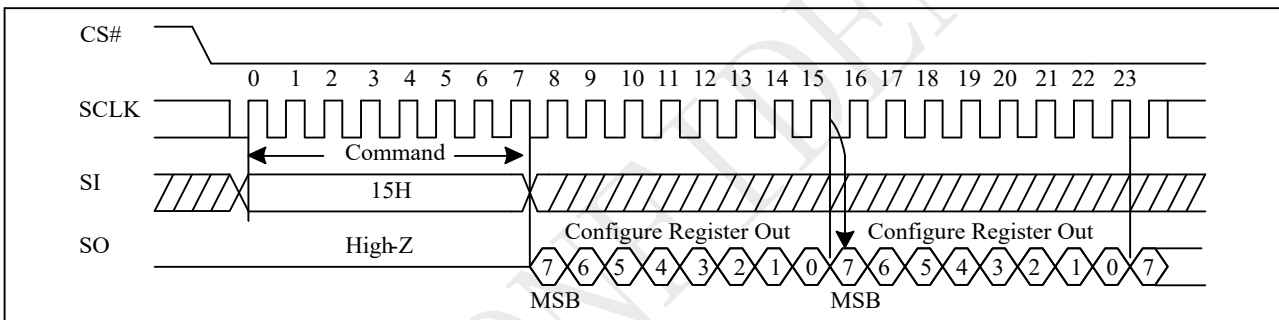 CS#
0 1 2 3 4 5 6 7 8 9 10 11 12 13 14 15 16 17 18 19 20 21 22 23
SCLK
Command
SI
15H
Configure Register Out Configure Register Out
SO
High-Z
7 6 5 4 3 2 1 0 7 6 5 4 3 2 1 0 7
MSB MSB